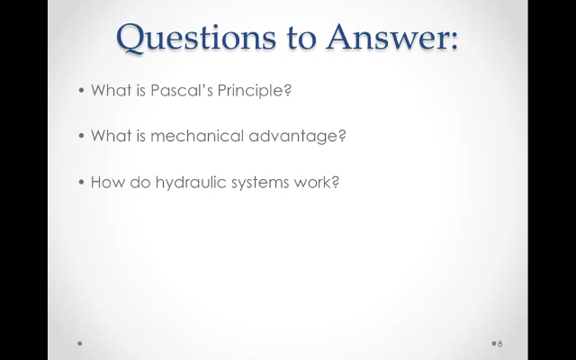 Questions to Answer:
• What is Pascal's Principle?
• What is mechanical advantage?
• How do hydraulic systems work?
8